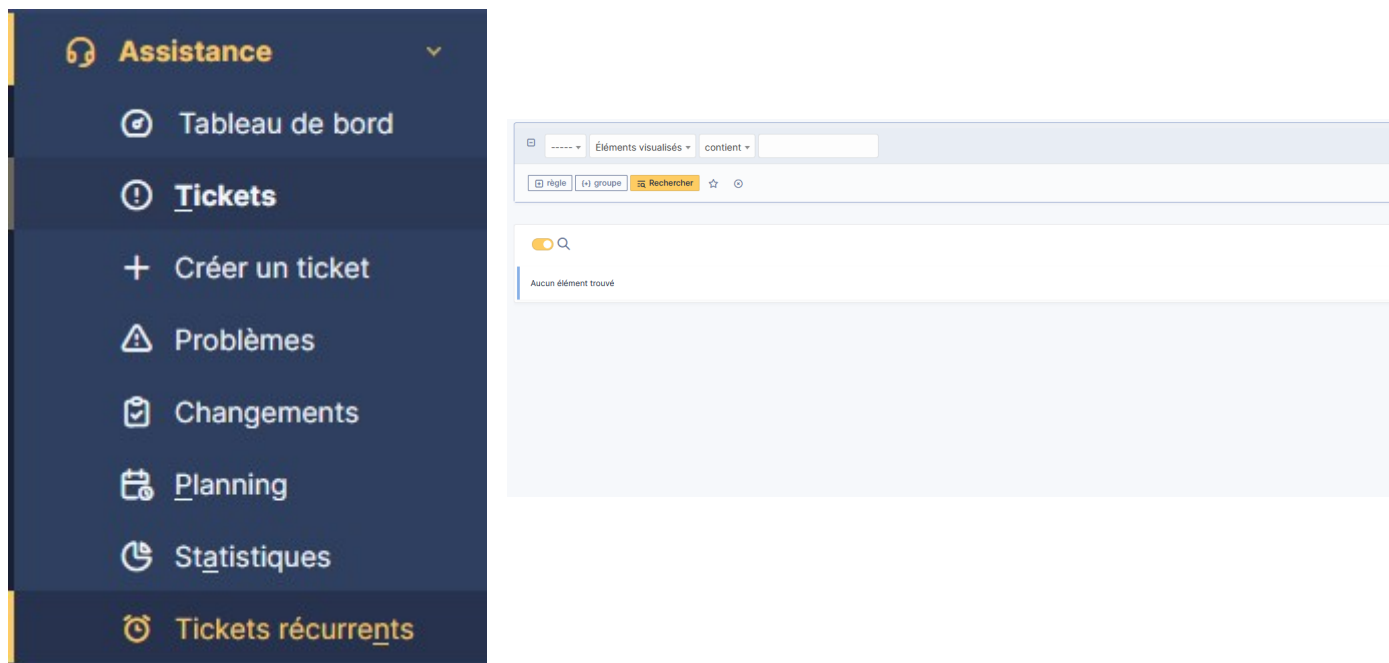 Assistance
Tableau de bord
Tickets
Créer un ticket
Problèmes
Changements
Planning
Statistiques
Tickets récurrents
----- Éléments visualisés contient
règle (+) groupe Rechercher
Aucun élément trouvé